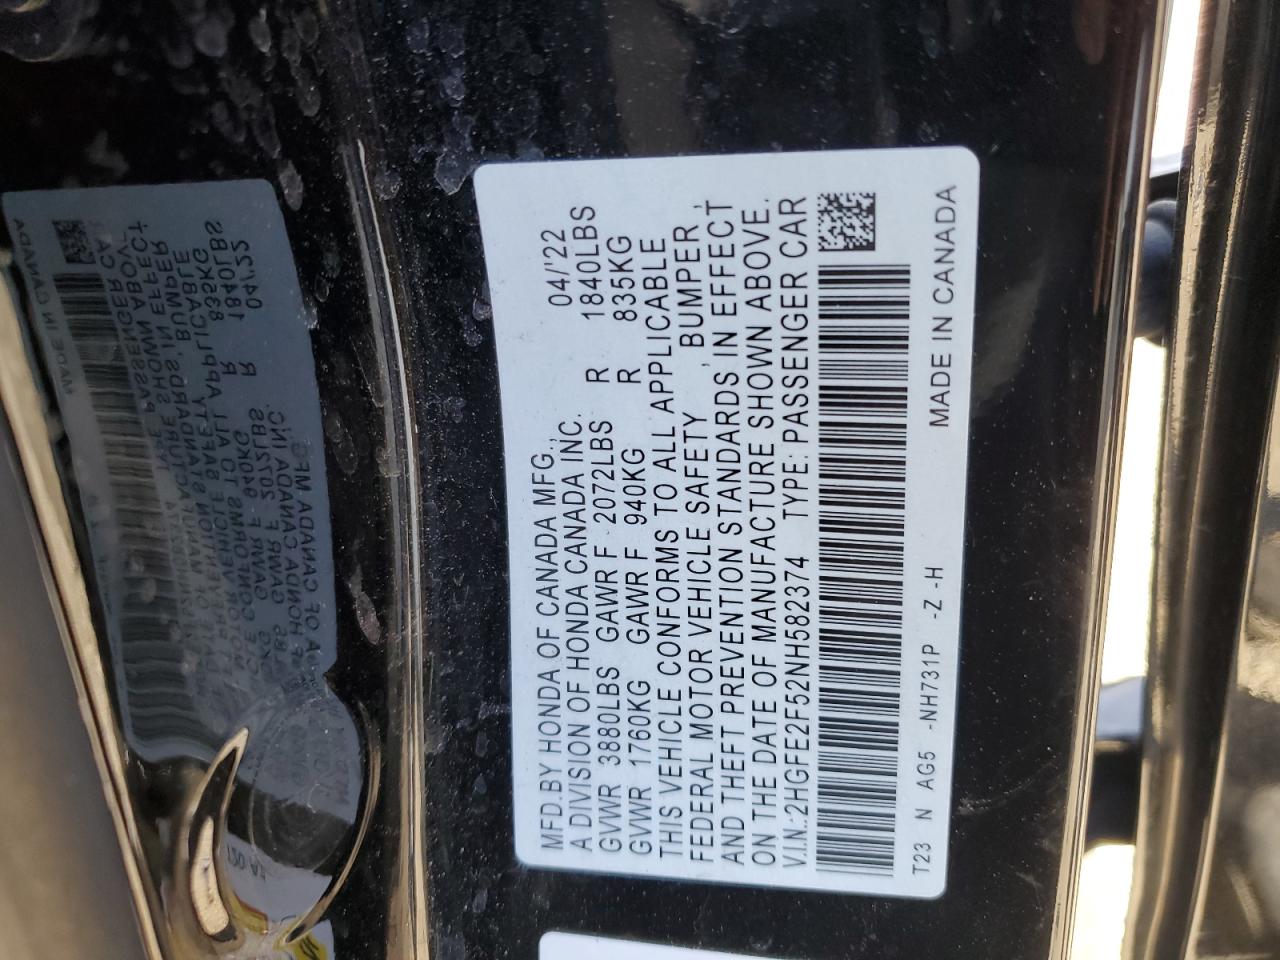 MFD.BY HONDA OF CANADA MFG., 04/'22
A DIVISION OF HONDA CANADA INC.
GVWR 3880LBS GAWR F 2072LBS R 1840LBS
GVWR 1760KG GAWR F 940KG R 835KG
THIS VEHICLE CONFORMS TO ALL APPLICABLE
FEDERAL MOTOR VEHICLE SAFETY , BUMPER ,
AND THEFT PREVENTION STANDARDS IN EFFECT
ON THE DATE OF MANUFACTURE SHOWN ABOVE.
V.I.N.:2HGFE2F52NH582374 TYPE:PASSENGER CAR
T23 N AG5 -NH731P -Z -H MADE IN CANADA